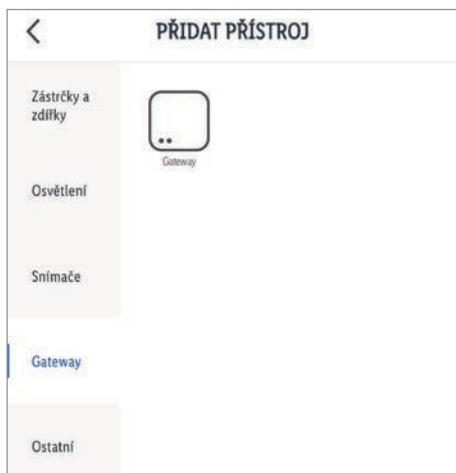 PŘIDAT PŘÍSTROJ
Zástrčky a
zdířky
Osvětlení
Snímače
Gateway
Ostatní
Gateway